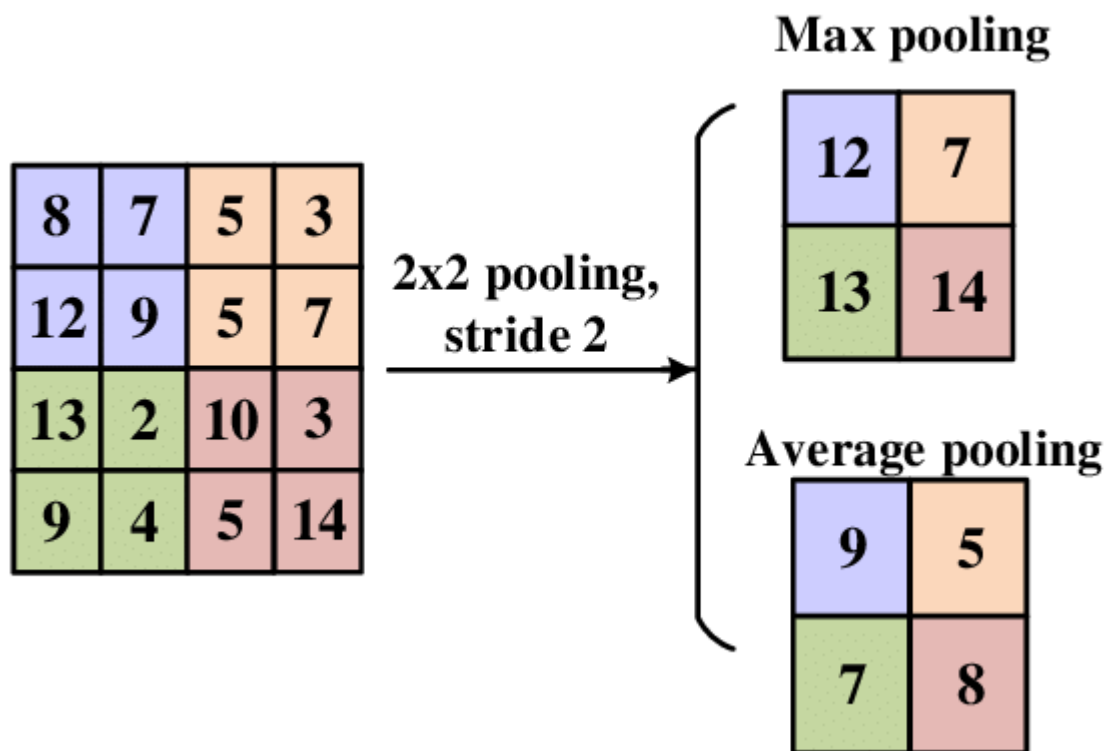 Max pooling
12 7
13 14
8 7 5 3
12 9 5 7
13 2 10 3
9 4 5 14
2x2 pooling,
stride 2
Average pooling
9 5
7 8